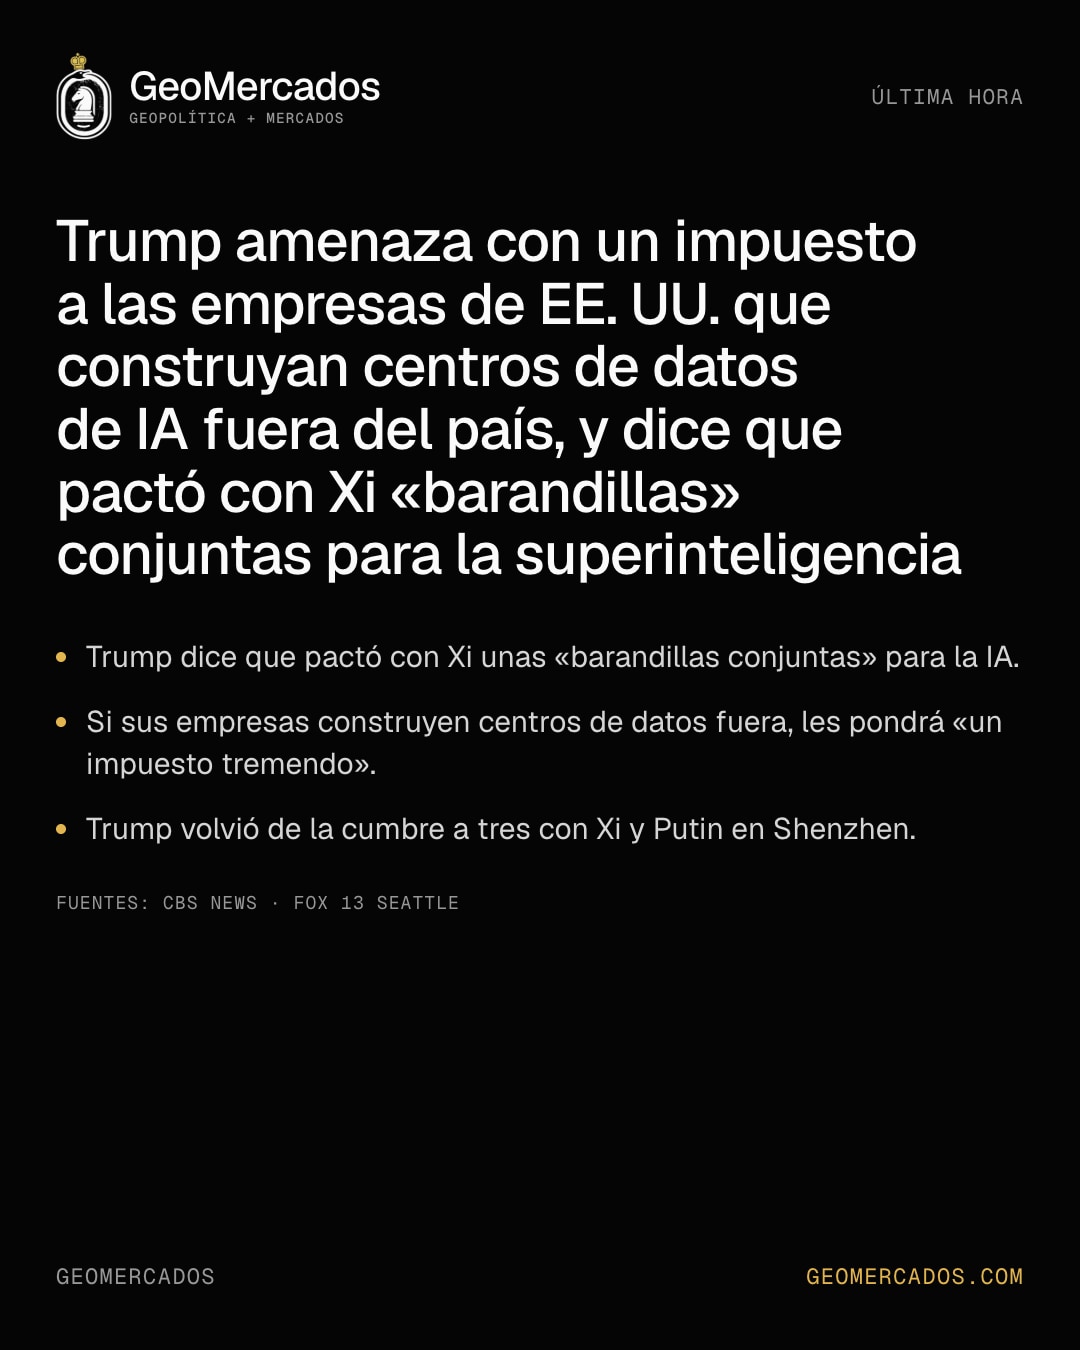 GeoMercados
GEOPOLÍTICA + MERCADOS
ÚLTIMA HORA
Trump amenaza con un impuesto
a las empresas de EE. UU. que
construyan centros de datos
de IA fuera del país, y dice que
pactó con Xi «barandillas»
conjuntas para la superinteligencia
• Trump dice que pactó con Xi unas «barandillas conjuntas» para la IA.
• Si sus empresas construyen centros de datos fuera, les pondrá «un
impuesto tremendo».
• Trump volvió de la cumbre a tres con Xi y Putin en Shenzhen.
FUENTES: CBS NEWS · FOX 13 SEATTLE
GEOMERCADOS
GEOMERCADOS.COM